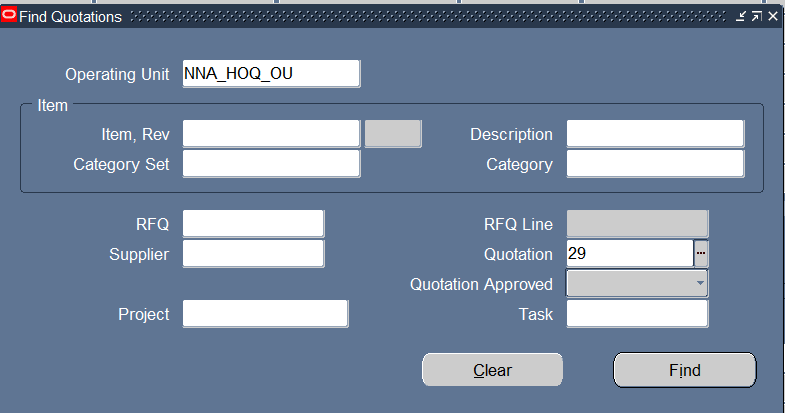 Find Quotations
Operating Unit NNA_HOQ_OU
Item
Item, Rev Description
Category Set Category
RFQ RFQ Line
Supplier Quotation 29 ...
Quotation Approved
Project Task
Clear Find